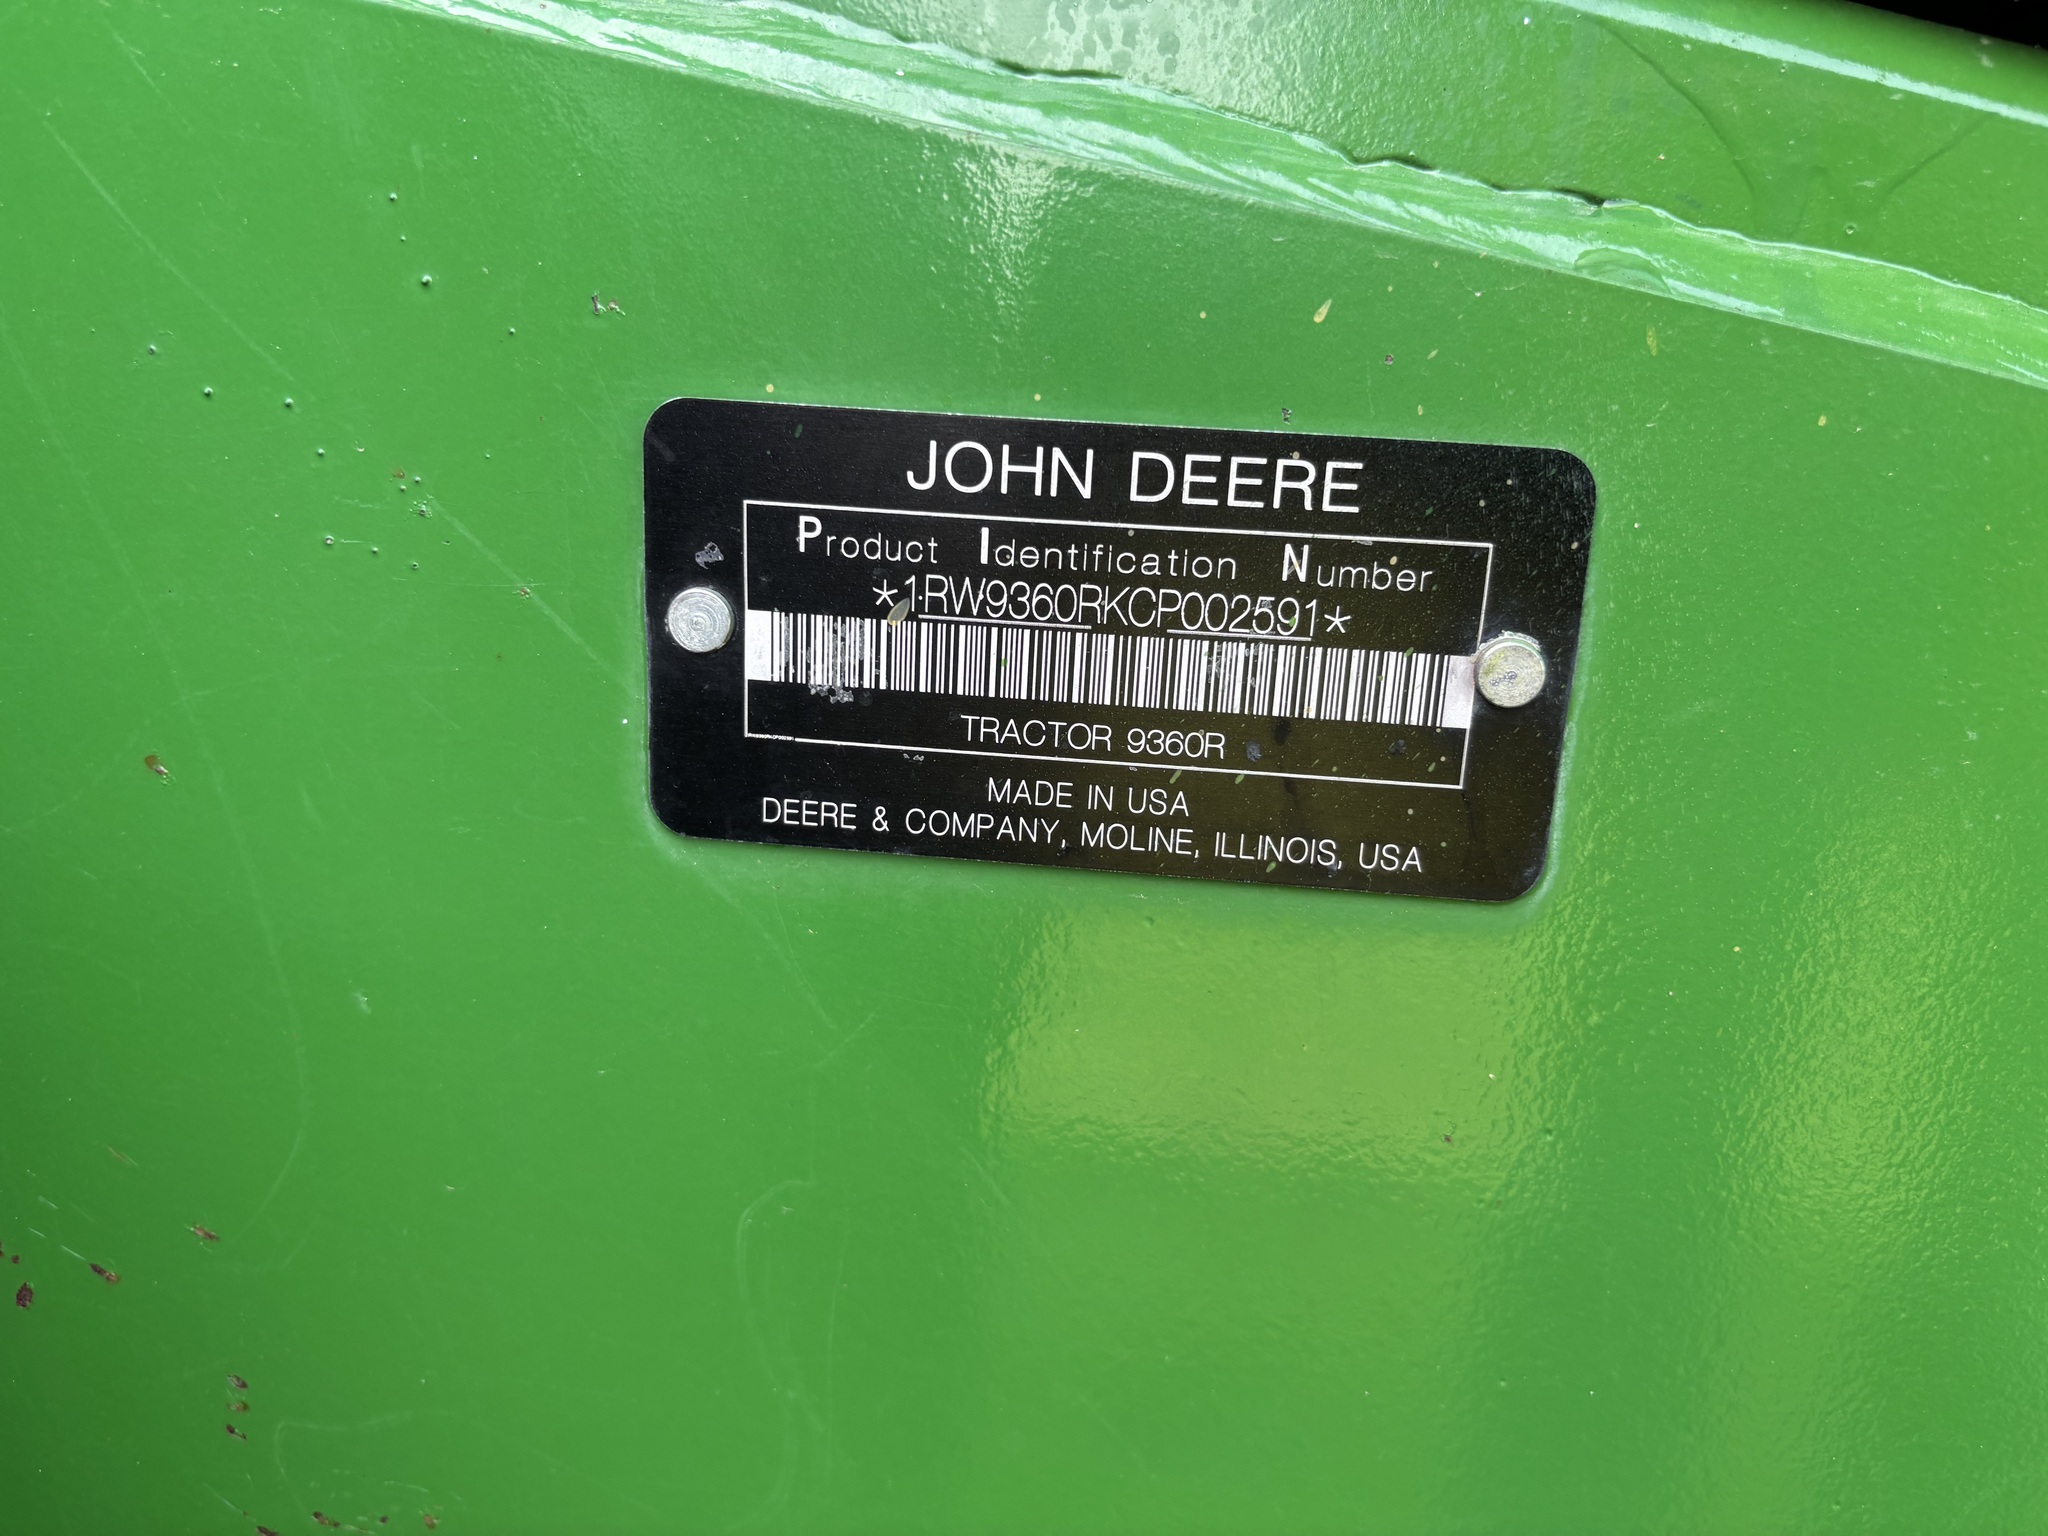 JOHN DEERE
Product Identification Number
*1RW9360RKCP002591*
TRACTOR 9360R
MADE IN USA
DEERE & COMPANY, MOLINE, ILLINOIS, USA